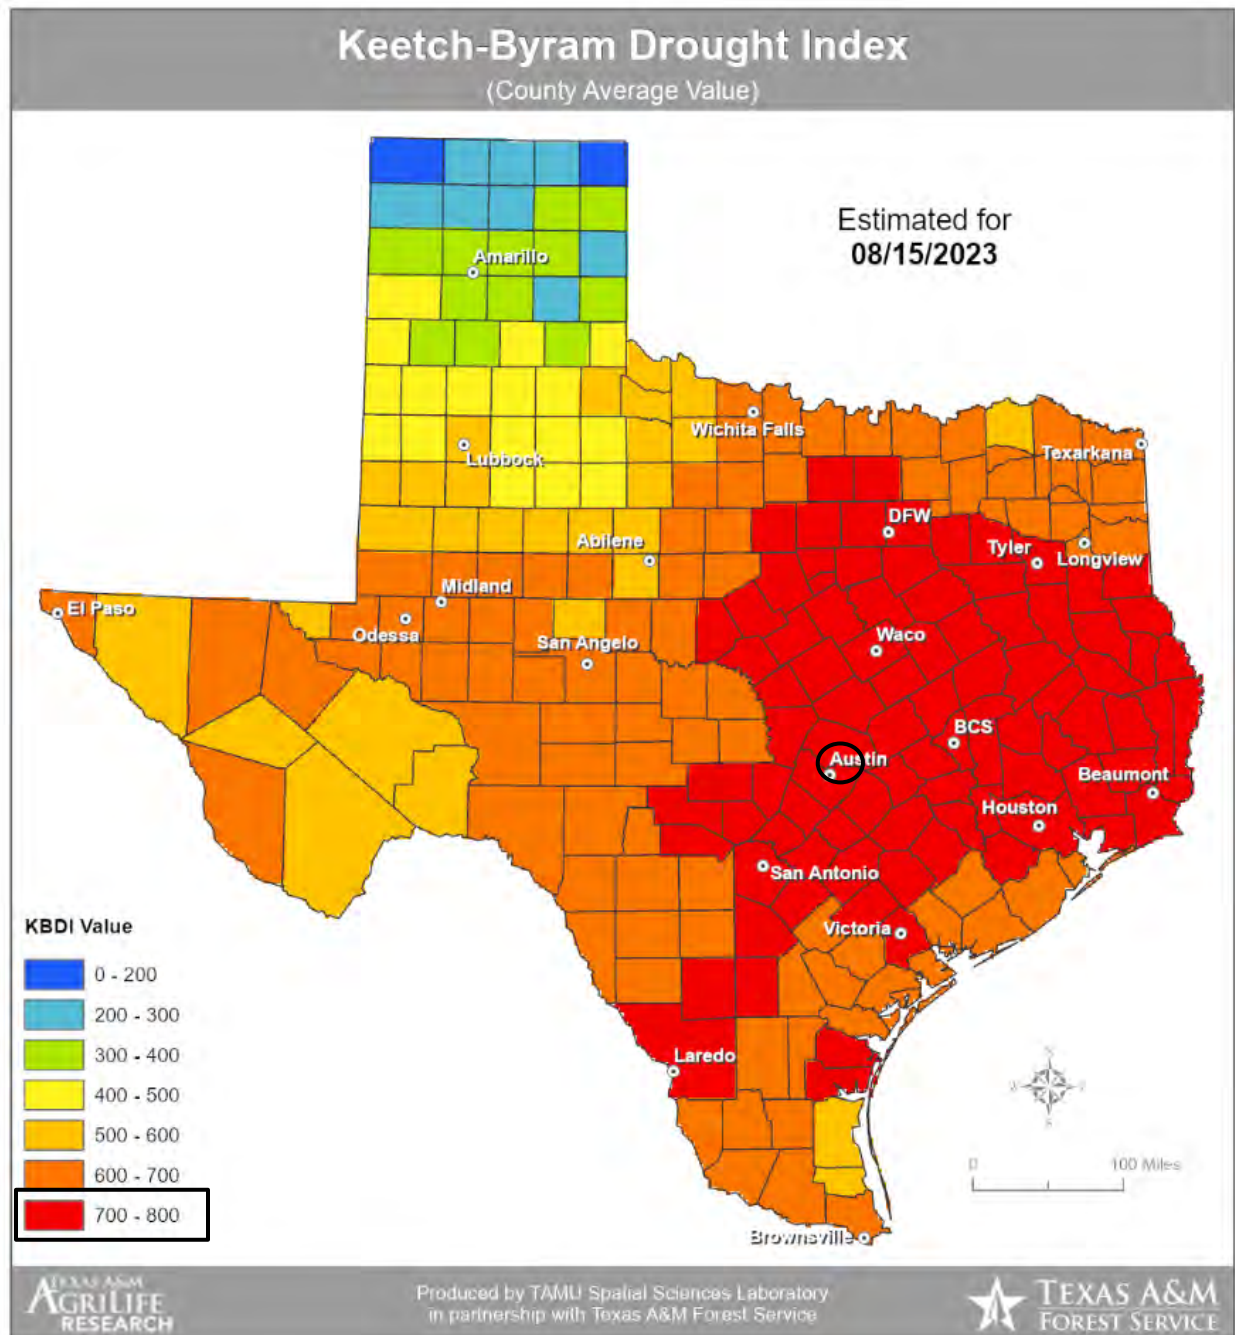 Keetch-Byram Drought Index
(County Average Value)
Estimated for
08/15/2023
Amarillo
Wichita Falls
Texarkana
Lubbock
DFW
Abilene
Tyler
Longview
Midland
El Paso
Odessa
San Angelo
Waco
BCS
Austin
Beaumont
Houston
San Antonio
Victoria
KBDI Value
0 - 200
200 - 300
300 - 400
400 - 500
500 - 600
600 - 700
700 - 800
Laredo
N
S
0 100 Miles
Brownsville
TEXAS A&M
AGRILIFE
RESEARCH
Produced by TAMU Spatial Sciences Laboratory
in partnership with Texas A&M Forest Service
TEXAS A&M
FOREST SERVICE